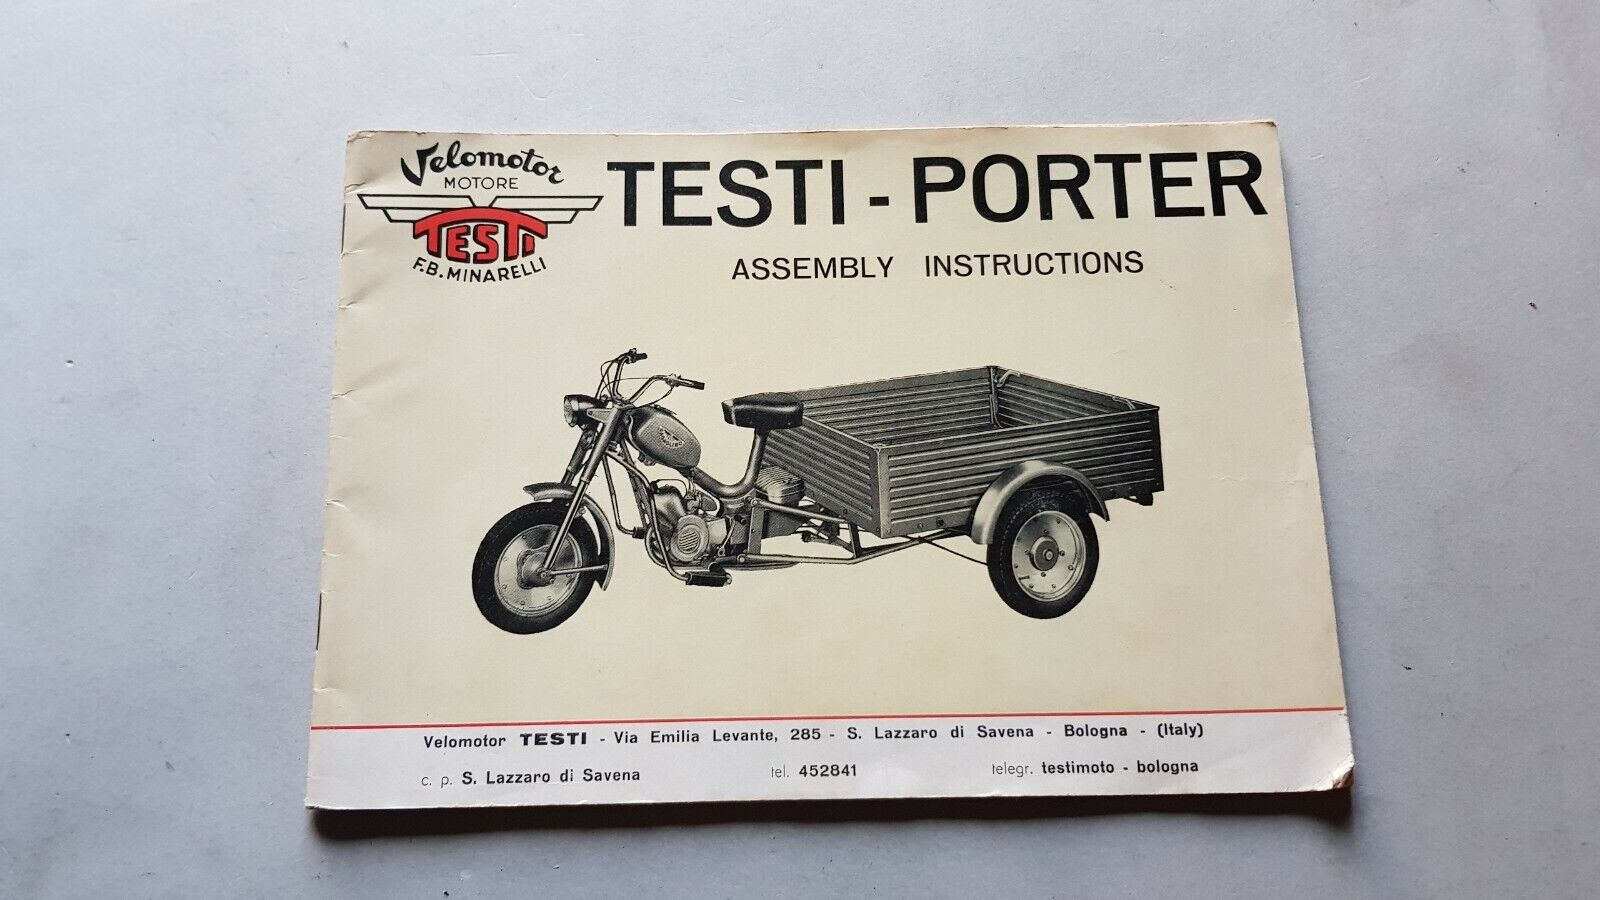 Velomotor
MOTORE
TESTI
F.B. MINARELLI
TESTI - PORTER
ASSEMBLY INSTRUCTIONS
Velomotor TESTI - Via Emilia Levante, 285 - S. Lazzaro di Savena - Bologna - (Italy)
c. p. S. Lazzaro di Savena tel. 452841 telegr. testimoto - bologna